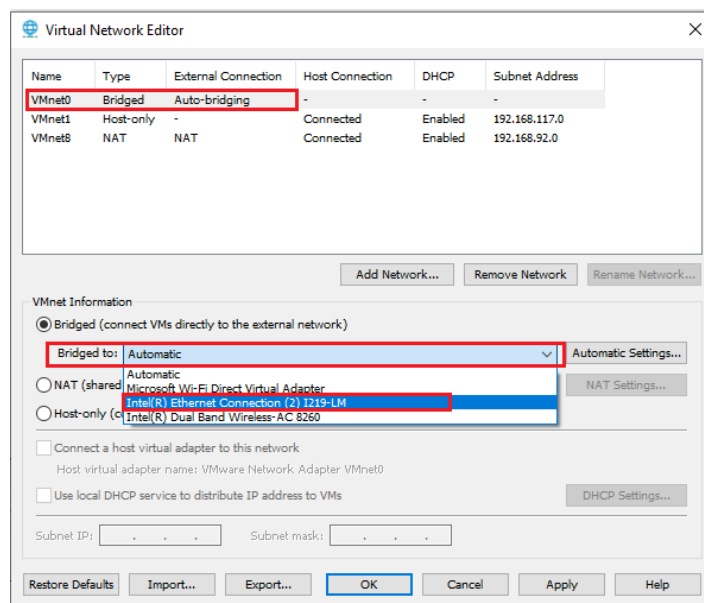 Virtual Network Editor
Name Type External Connection Host Connection DHCP Subnet Address
VMnet0 Bridged Auto-bridging - - -
VMnet1 Host-only - Connected Enabled 192.168.117.0
VMnet8 NAT NAT Connected Enabled 192.168.92.0
Add Network... Remove Network Rename Network...
VMnet Information
Bridged (connect VMs directly to the external network)
Bridged to: Automatic Automatic Settings...
Automatic
Microsoft Wi-Fi Direct Virtual Adapter
NAT (shared NAT Settings...
Intel(R) Ethernet Connection (2) I219-LM
Host-only (c
Intel(R) Dual Band Wireless-AC 8260
Connect a host virtual adapter to this network
Host virtual adapter name: VMware Network Adapter VMnet0
Use local DHCP service to distribute IP address to VMs DHCP Settings...
Subnet IP: . . . Subnet mask: . . .
Restore Defaults Import... Export... OK Cancel Apply Help